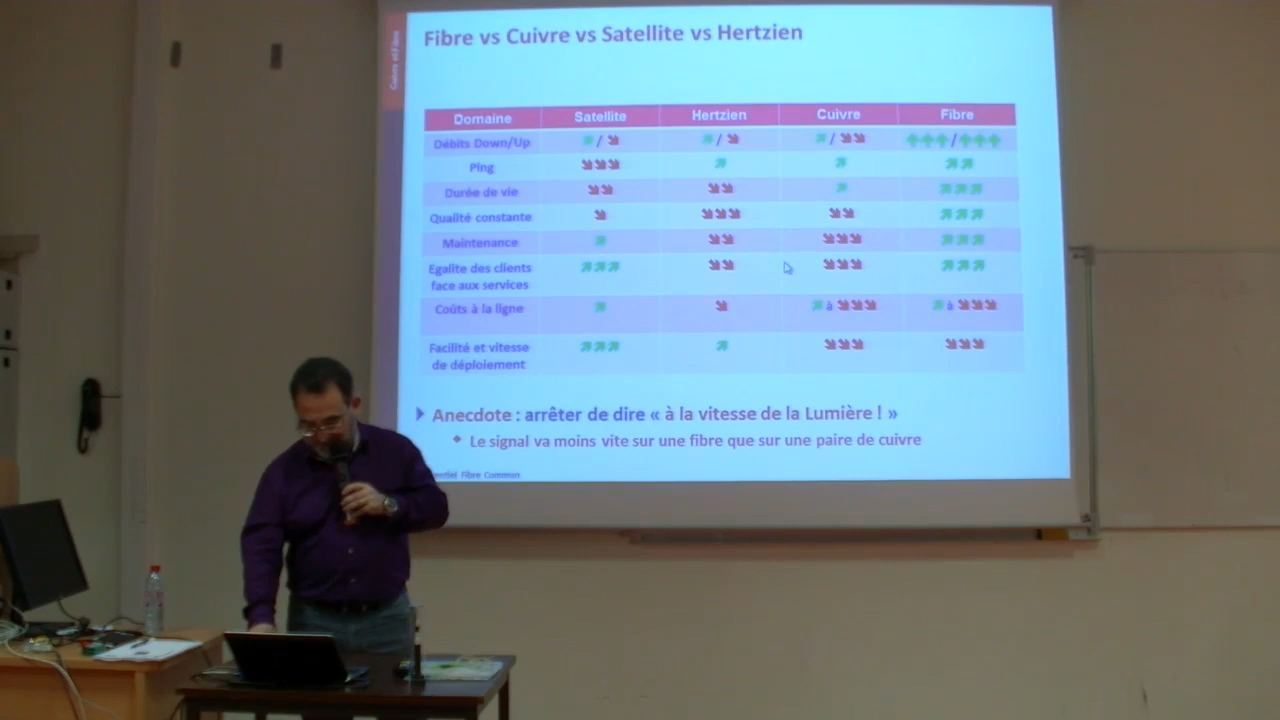 Fibre vs Cuivre vs Satellite vs Hertzien
Domaine Satellite Hertzien Cuivre Fibre
Débits Down/Up / / / /
Ping
Durée de vie
Qualité constante
Maintenance
Egalite des clients
face aux services
Coûts à la ligne à à
Facilité et vitesse
de déploiement
Anecdote : arrêter de dire « à la vitesse de la Lumière ! »
Le signal va moins vite sur une fibre que sur une paire de cuivre
Fibre Commun